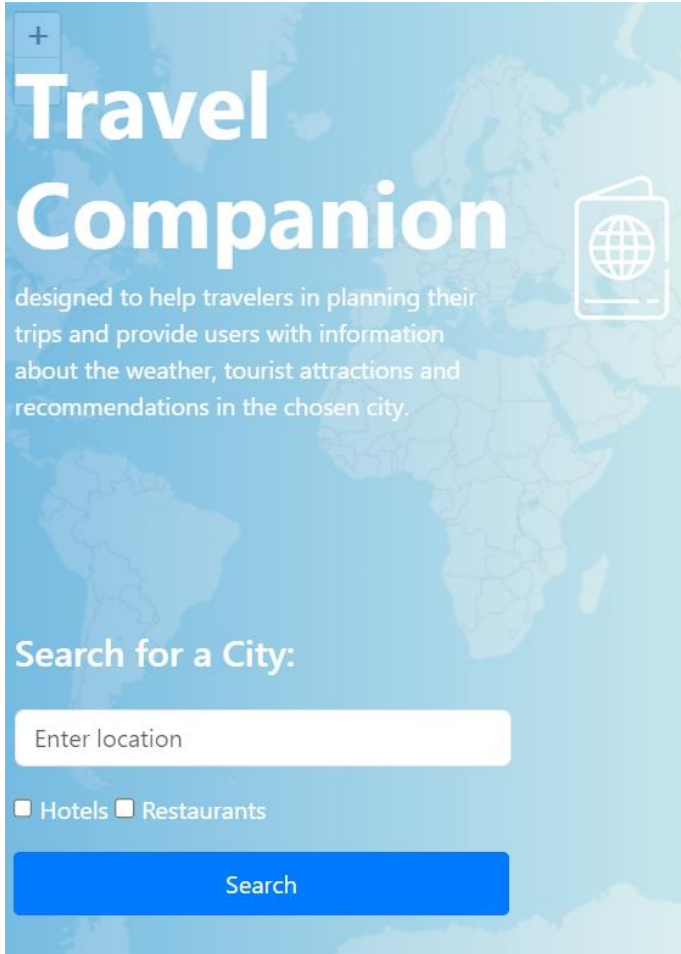 +
Travel
Companion
designed to help travelers in planning their
trips and provide users with information
about the weather, tourist attractions and
recommendations in the chosen city.
Search for a City:
Enter location
Hotels Restaurants
Search